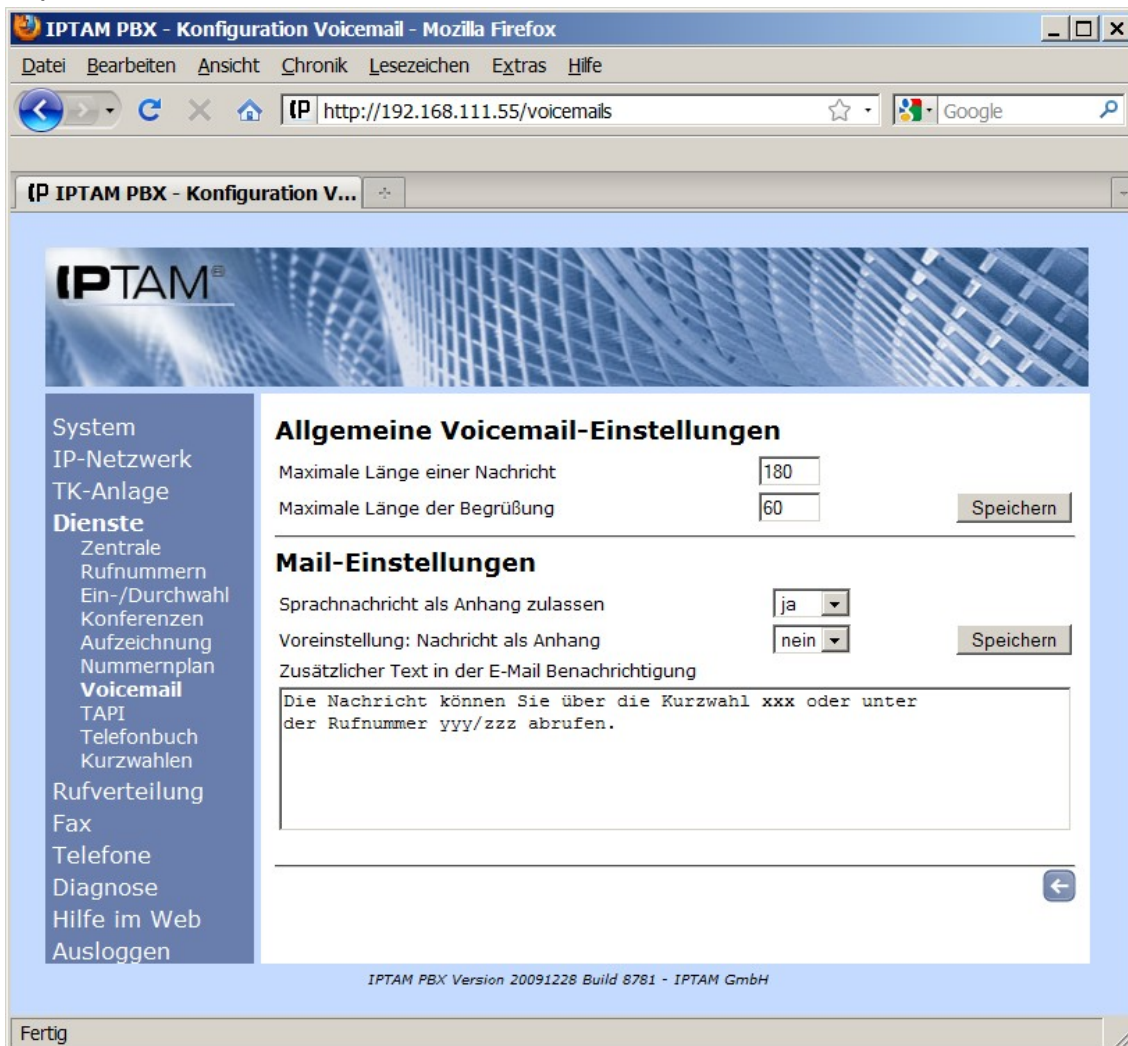 IPTAM PBX - Konfiguration Voicemail - Mozilla Firefox
Datei Bearbeiten Ansicht Chronik Lesezeichen Extras Hilfe
http://192.168.111.55/voicemails Google
IPTAM PBX - Konfiguration V...
IPTAM®
System
IP-Netzwerk
TK-Anlage
Dienste
Zentrale
Rufnummern
Ein-/Durchwahl
Konferenzen
Aufzeichnung
Nummernplan
Voicemail
TAPI
Telefonbuch
Kurzwahlen
Rufverteilung
Fax
Telefone
Diagnose
Hilfe im Web
Ausloggen
Allgemeine Voicemail-Einstellungen
Maximale Länge einer Nachricht 180
Maximale Länge der Begrüßung 60 Speichern
Mail-Einstellungen
Sprachnachricht als Anhang zulassen ja
Voreinstellung: Nachricht als Anhang nein Speichern
Zusätzlicher Text in der E-Mail Benachrichtigung
Die Nachricht können Sie über die Kurzwahl xxx oder unter
der Rufnummer yyy/zzz abrufen.
IPTAM PBX Version 20091228 Build 8781 - IPTAM GmbH
Fertig